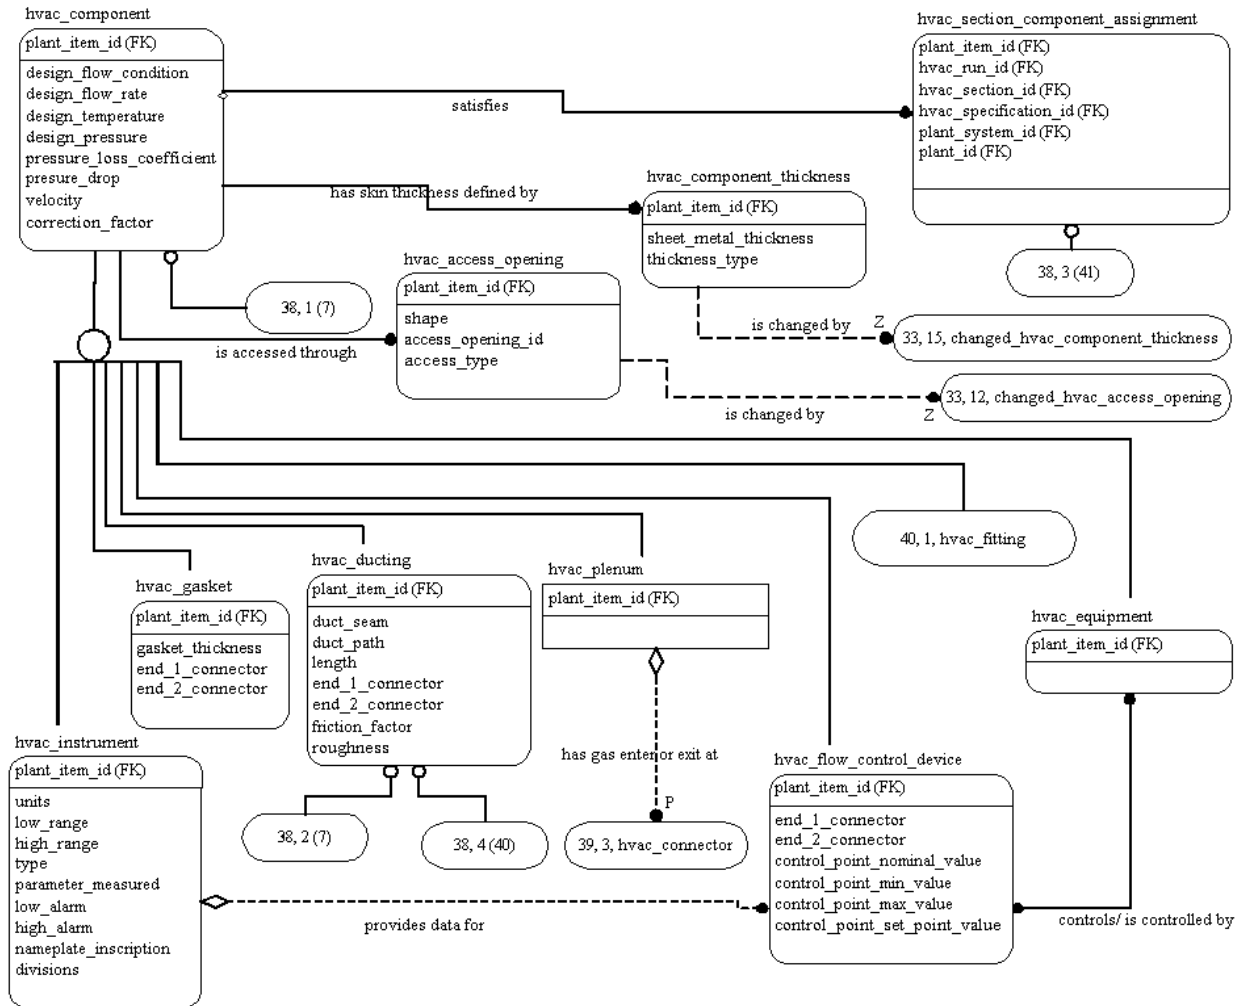 hvac_component
plant_item_id (FK)
design_flow_condition
design_flow_rate
design_temperature
design_pressure
pressure_loss_coefficient
presure_drop
velocity
correction_factor
hvac_section_component_assignment
plant_item_id (FK)
hvac_run_id (FK)
hvac_section_id (FK)
hvac_specification_id (FK)
plant_system_id (FK)
plant_id (FK)
satisfies
has skin thickness defined by
hvac_component_thickness
plant_item_id (FK)
sheet_metal_thickness
thickness_type
38, 3 (41)
hvac_access_opening
plant_item_id (FK)
shape
access_opening_id
access_type
38, 1 (7)
is accessed through
is changed by
Z
33, 15, changed_hvac_component_thickness
33, 12, changed_hvac_access_opening
is changed by
Z
40, 1, hvac_fitting
hvac_gasket
plant_item_id (FK)
gasket_thickness
end_1_connector
end_2_connector
hvac_ducting
plant_item_id (FK)
duct_seam
duct_path
length
end_1_connector
end_2_connector
friction_factor
roughness
hvac_plenum
plant_item_id (FK)
hvac_equipment
plant_item_id (FK)
hvac_instrument
plant_item_id (FK)
units
low_range
high_range
type
parameter_measured
low_alarm
high_alarm
nameplate_inscription
divisions
38, 2 (7)
38, 4 (40)
has gas enter or exit at
P
39, 3, hvac_connector
hvac_flow_control_device
plant_item_id (FK)
end_1_connector
end_2_connector
control_point_nominal_value
control_point_min_value
control_point_max_value
control_point_set_point_value
provides data for
controls/ is controlled by